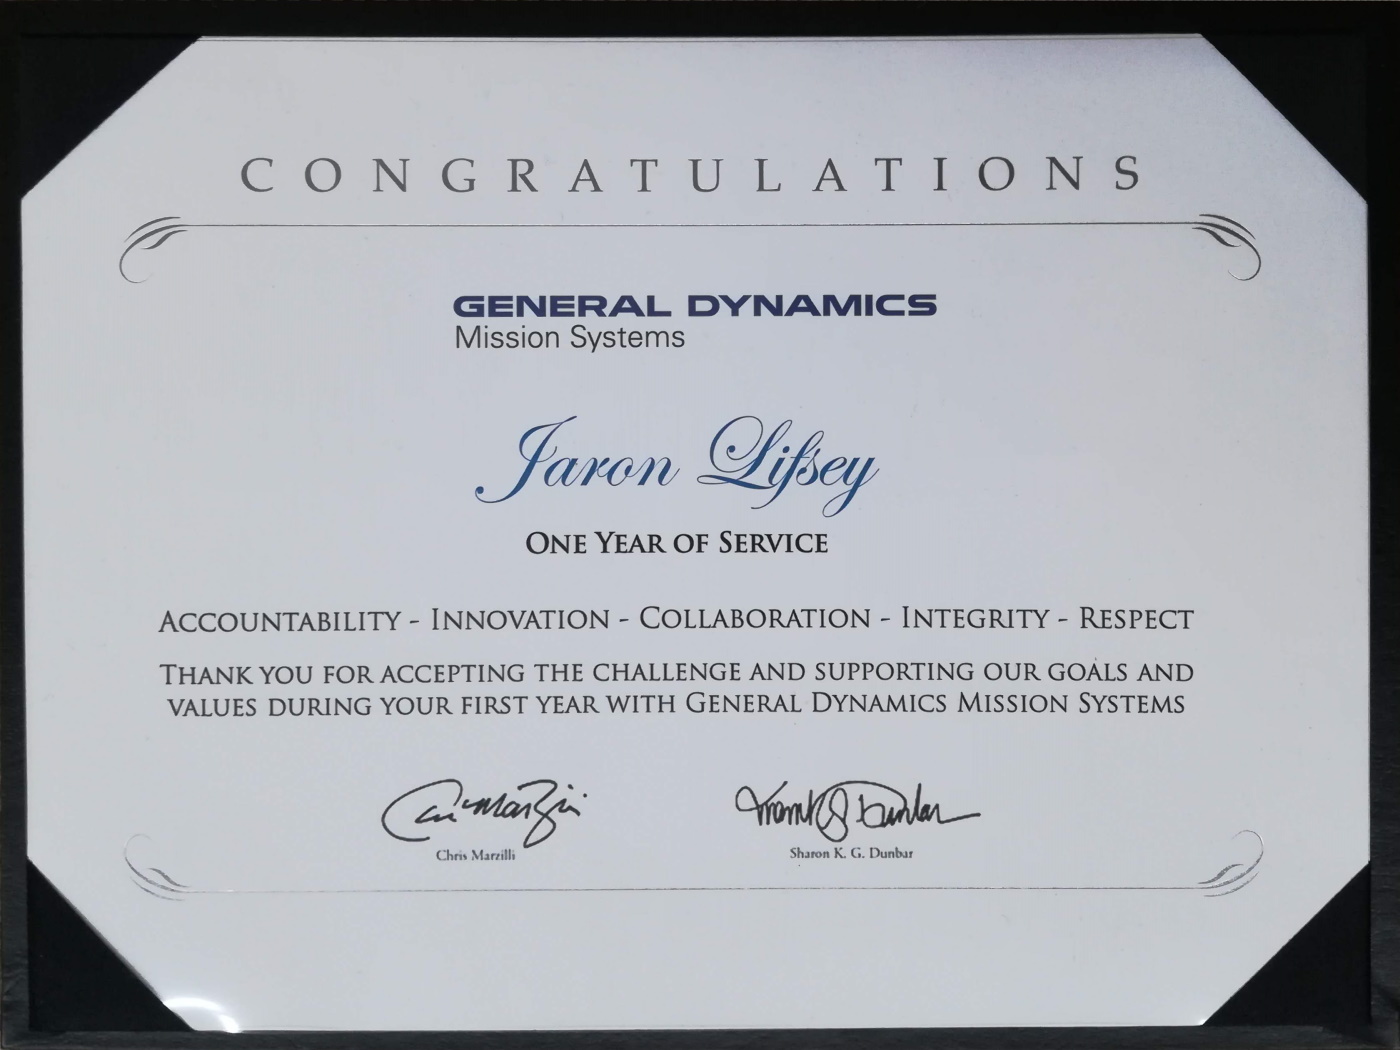 CONGRATULATIONS
GENERAL DYNAMICS
Mission Systems
Jaron Lifsey
ONE YEAR OF SERVICE
ACCOUNTABILITY - INNOVATION - COLLABORATION - INTEGRITY - RESPECT
THANK YOU FOR ACCEPTING THE CHALLENGE AND SUPPORTING OUR GOALS AND
VALUES DURING YOUR FIRST YEAR WITH GENERAL DYNAMICS MISSION SYSTEMS
Chris Marzilli
Sharon K. G. Dunbar